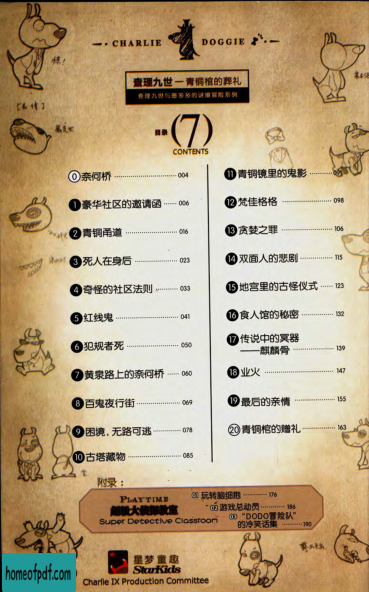 CHARLIE DOGGIE
查理九世—青铜棺的葬礼
查理九世与墨多多的谜境冒险系列
目录
(7)
CONTENTS
0 奈何桥 004
1 豪华社区的邀请函 006
2 青铜甬道 016
3 死人在身后 023
4 奇怪的社区法则 033
5 红线鬼 041
6 犯规者死 050
7 黄泉路上的奈何桥 060
8 百鬼夜行街 069
9 困境,无路可逃 078
10 古塔藏物 085
11 青铜镜里的鬼影
12 梵佳格格 098
13 贪婪之罪 106
14 双面人的悲剧 115
15 地宫里的古怪仪式 123
16 食人馆的秘密 132
17 传说中的冥器
——麒麟骨 139
18 业火 147
19 最后的亲情 155
20 青铜棺的赠礼 163
附录:
PLAYTIME
超级大侦探教室
Super Detective Classroon
01 玩转脑细胞 176
02 游戏总动员 186
03 “DODO冒险队”
的冷笑话集 190
星梦童趣
StarKids
Charlie IX Production Committee
homeofpdf.com